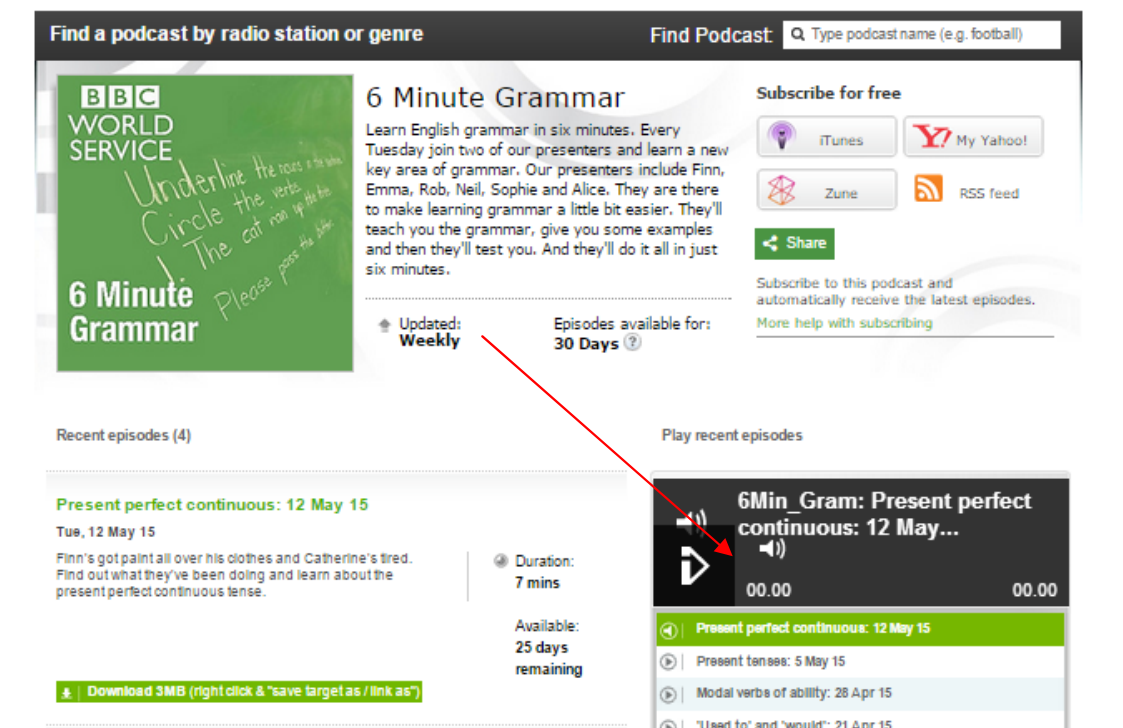 Find a podcast by radio station or genre
Find Podcast:
Type podcast name (e.g. football)
BBC
WORLD
SERVICE
Underline the nouns in the
Circle the verbs
The cat ran up the
Please pass the
6 Minute
Grammar
6 Minute Grammar
Learn English grammar in six minutes. Every
Tuesday join two of our presenters and learn a new
key area of grammar. Our presenters include Finn,
Emma, Rob, Neil, Sophie and Alice. They are there
to make learning grammar a little bit easier. They'll
teach you the grammar, give you some examples
and then they'll test you. And they'll do it all in just
six minutes.
Updated:
Weekly
Episodes available for:
30 Days ?
Subscribe for free
iTunes
Y! My Yahoo!
Zune
RSS feed
Share
Subscribe to this podcast and
automatically receive the latest episodes.
More help with subscribing
Recent episodes (4)
Present perfect continuous: 12 May 15
Tue, 12 May 15
Finn's got paint all over his clothes and Catherine's tired.
Find out what they've been doing and learn about the
present perfect continuous tense.
Duration:
7 mins
Available:
25 days
remaining
Download 3MB (right click & "save target as / link as")
Play recent episodes
6Min_Gram: Present perfect
continuous: 12 May...
00.00
00.00
Present perfect continuous: 12 May 15
Present tenses: 5 May 15
Modal verbs of ability: 28 Apr 15
'Used to' and 'would': 21 Apr 15